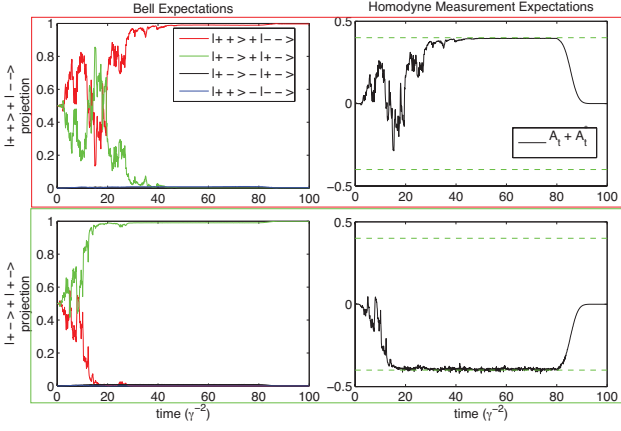 Bell Expectations
Homodyne Measurement Expectations
|++>+|-->
projection
1
0.8
0.6
0.4
0.2
0
0 20 40 60 80 100
|++>+|-->
|+->+|+->
|+->-|+->
|++>-|-->
0.5
0
-0.5
0 20 40 60 80 100
A_t + A_t
|+->+|+->
projection
1
0.8
0.6
0.4
0.2
0
0 20 40 60 80 100
time (γ^-2)
0.5
0
-0.5
0 20 40 60 80 100
time (γ^-2)